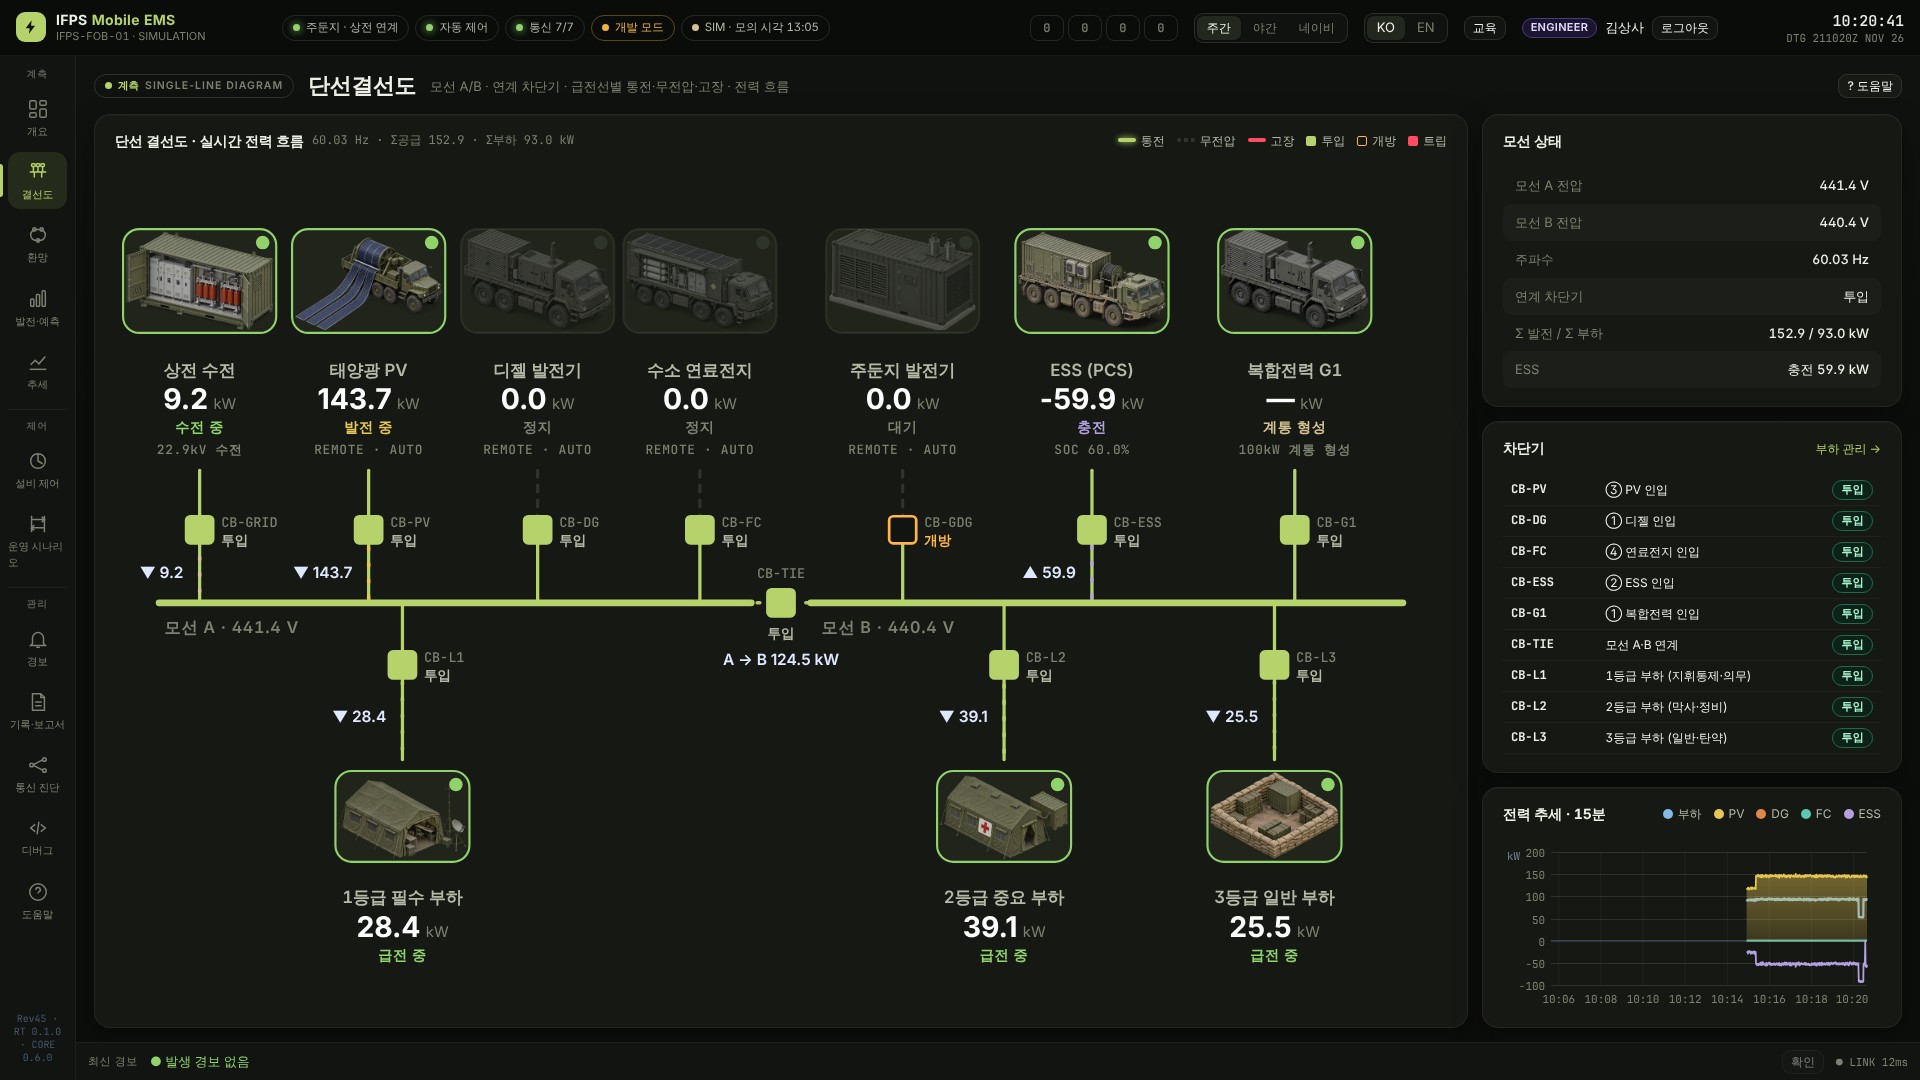 IFPS Mobile EMS
IFPS-FOB-01 · SIMULATION
주둔지 · 상전 연계
자동 제어
통신 7/7
개발 모드
SIM · 모의 시각 13:05
0 0 0 0
주간 야간 네이비
KO EN
교육
ENGINEER 김상사 로그아웃
10:20:41
DTG 211020Z NOV 26
계측
개요
결선도
환망
발전·예측
추세
제어
설비 제어
운영 시나리
오
관리
경보
기록·보고서
통신 진단
디버그
도움말
Rev45 ·
RT 0.1.0
· CORE
0.6.0
계측 SINGLE-LINE DIAGRAM
단선결선도
모선 A/B · 연계 차단기 · 급전선별 통전·무전압·고장 · 전력 흐름
? 도움말
단선 결선도 · 실시간 전력 흐름
60.03 Hz · Σ공급 152.9 · Σ부하 93.0 kW
통전 무전압 고장 투입 개방 트립
상전 수전
9.2 kW
수전 중
22.9kV 수전
태양광 PV
143.7 kW
발전 중
REMOTE · AUTO
디젤 발전기
0.0 kW
정지
REMOTE · AUTO
수소 연료전지
0.0 kW
정지
REMOTE · AUTO
주둔지 발전기
0.0 kW
대기
REMOTE · AUTO
ESS (PCS)
-59.9 kW
충전
SOC 60.0%
복합전력 G1
— kW
계통 형성
100kW 계통 형성
CB-GRID
투입
CB-PV
투입
CB-DG
투입
CB-FC
투입
CB-GDG
개방
CB-ESS
투입
CB-G1
투입
▼ 9.2
▼ 143.7
▲ 59.9
CB-TIE
투입
A → B 124.5 kW
모선 A · 441.4 V
모선 B · 440.4 V
CB-L1
투입
CB-L2
투입
CB-L3
투입
▼ 28.4
▼ 39.1
▼ 25.5
1등급 필수 부하
28.4 kW
급전 중
2등급 중요 부하
39.1 kW
급전 중
3등급 일반 부하
25.5 kW
급전 중
모선 상태
모선 A 전압 441.4 V
모선 B 전압 440.4 V
주파수 60.03 Hz
연계 차단기 투입
Σ 발전 / Σ 부하 152.9 / 93.0 kW
ESS 충전 59.9 kW
차단기 부하 관리 →
CB-PV ③ PV 인입 투입
CB-DG ① 디젤 인입 투입
CB-FC ④ 연료전지 인입 투입
CB-ESS ② ESS 인입 투입
CB-G1 ① 복합전력 인입 투입
CB-TIE 모선 A·B 연계 투입
CB-L1 1등급 부하 (지휘통제·의무) 투입
CB-L2 2등급 부하 (막사·정비) 투입
CB-L3 3등급 부하 (일반·탄약) 투입
전력 추세 · 15분
부하 PV DG FC ESS
kW 200
150
100
50
0
-50
-100
10:06 10:08 10:10 10:12 10:14 10:16 10:18 10:20
최신 경보 발생 경보 없음
확인
LINK 12ms